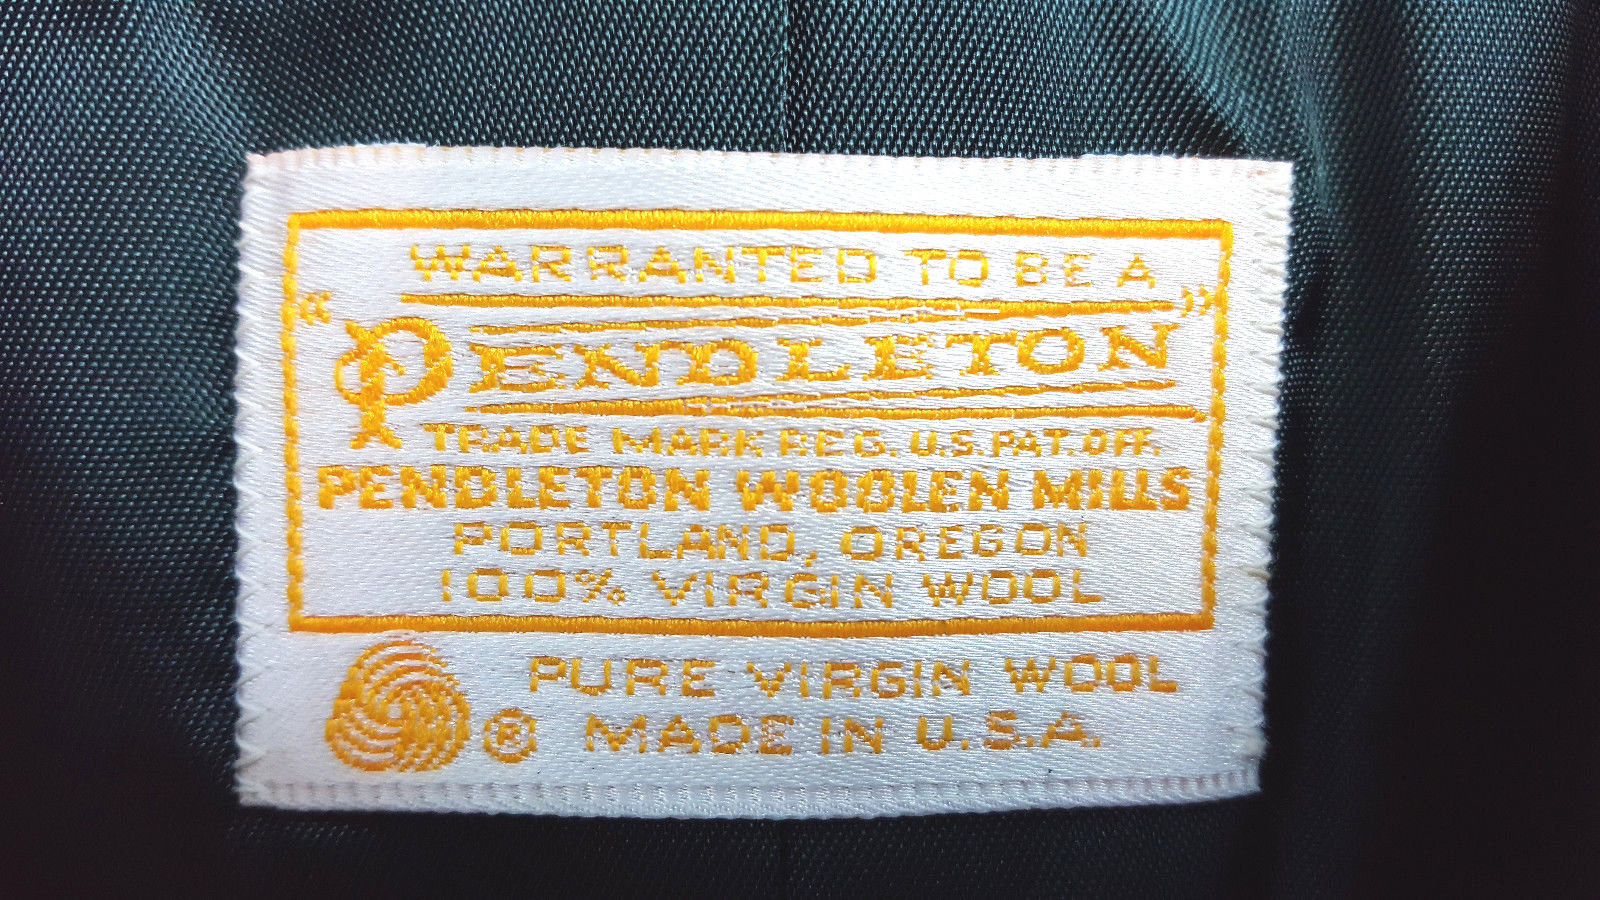 WARRANTED TO BE A
"PENDLETON"
TRADE MARK REG. U.S. PAT. OFF.
PENDLETON WOOLEN MILLS
PORTLAND, OREGON
100% VIRGIN WOOL
PURE VIRGIN WOOL
® MADE IN U.S.A.